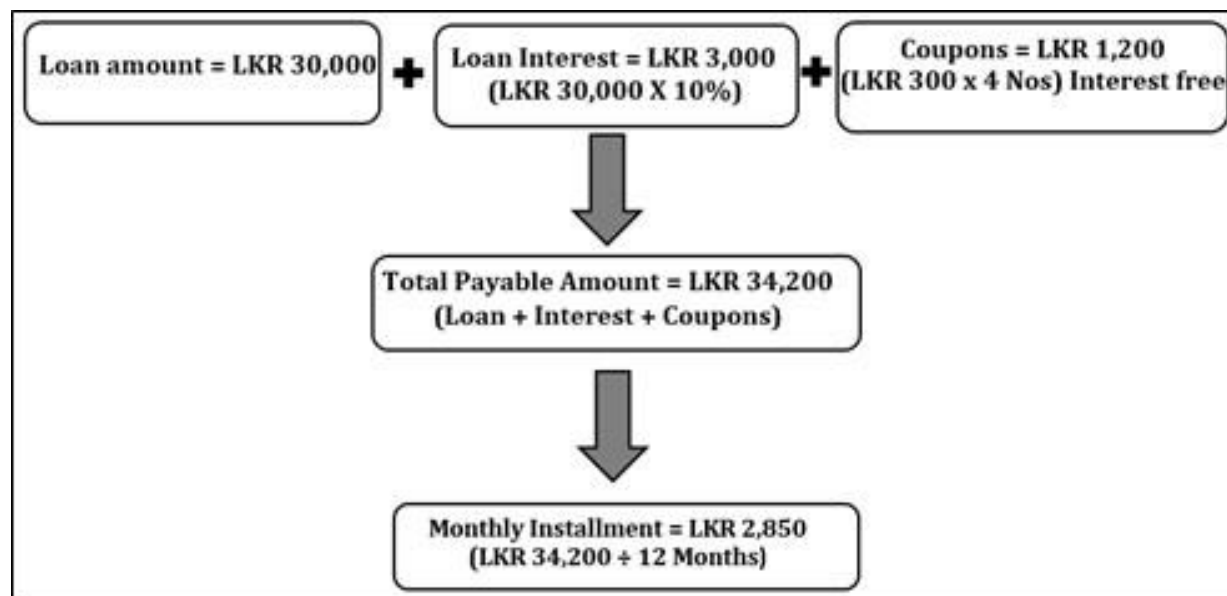 Loan amount = LKR 30,000
Loan Interest = LKR 3,000
(LKR 30,000 X 10%)
Coupons = LKR 1,200
(LKR 300 x 4 Nos) Interest free
Total Payable Amount = LKR 34,200
(Loan + Interest + Coupons)
Monthly Installment = LKR 2,850
(LKR 34,200 ÷ 12 Months)